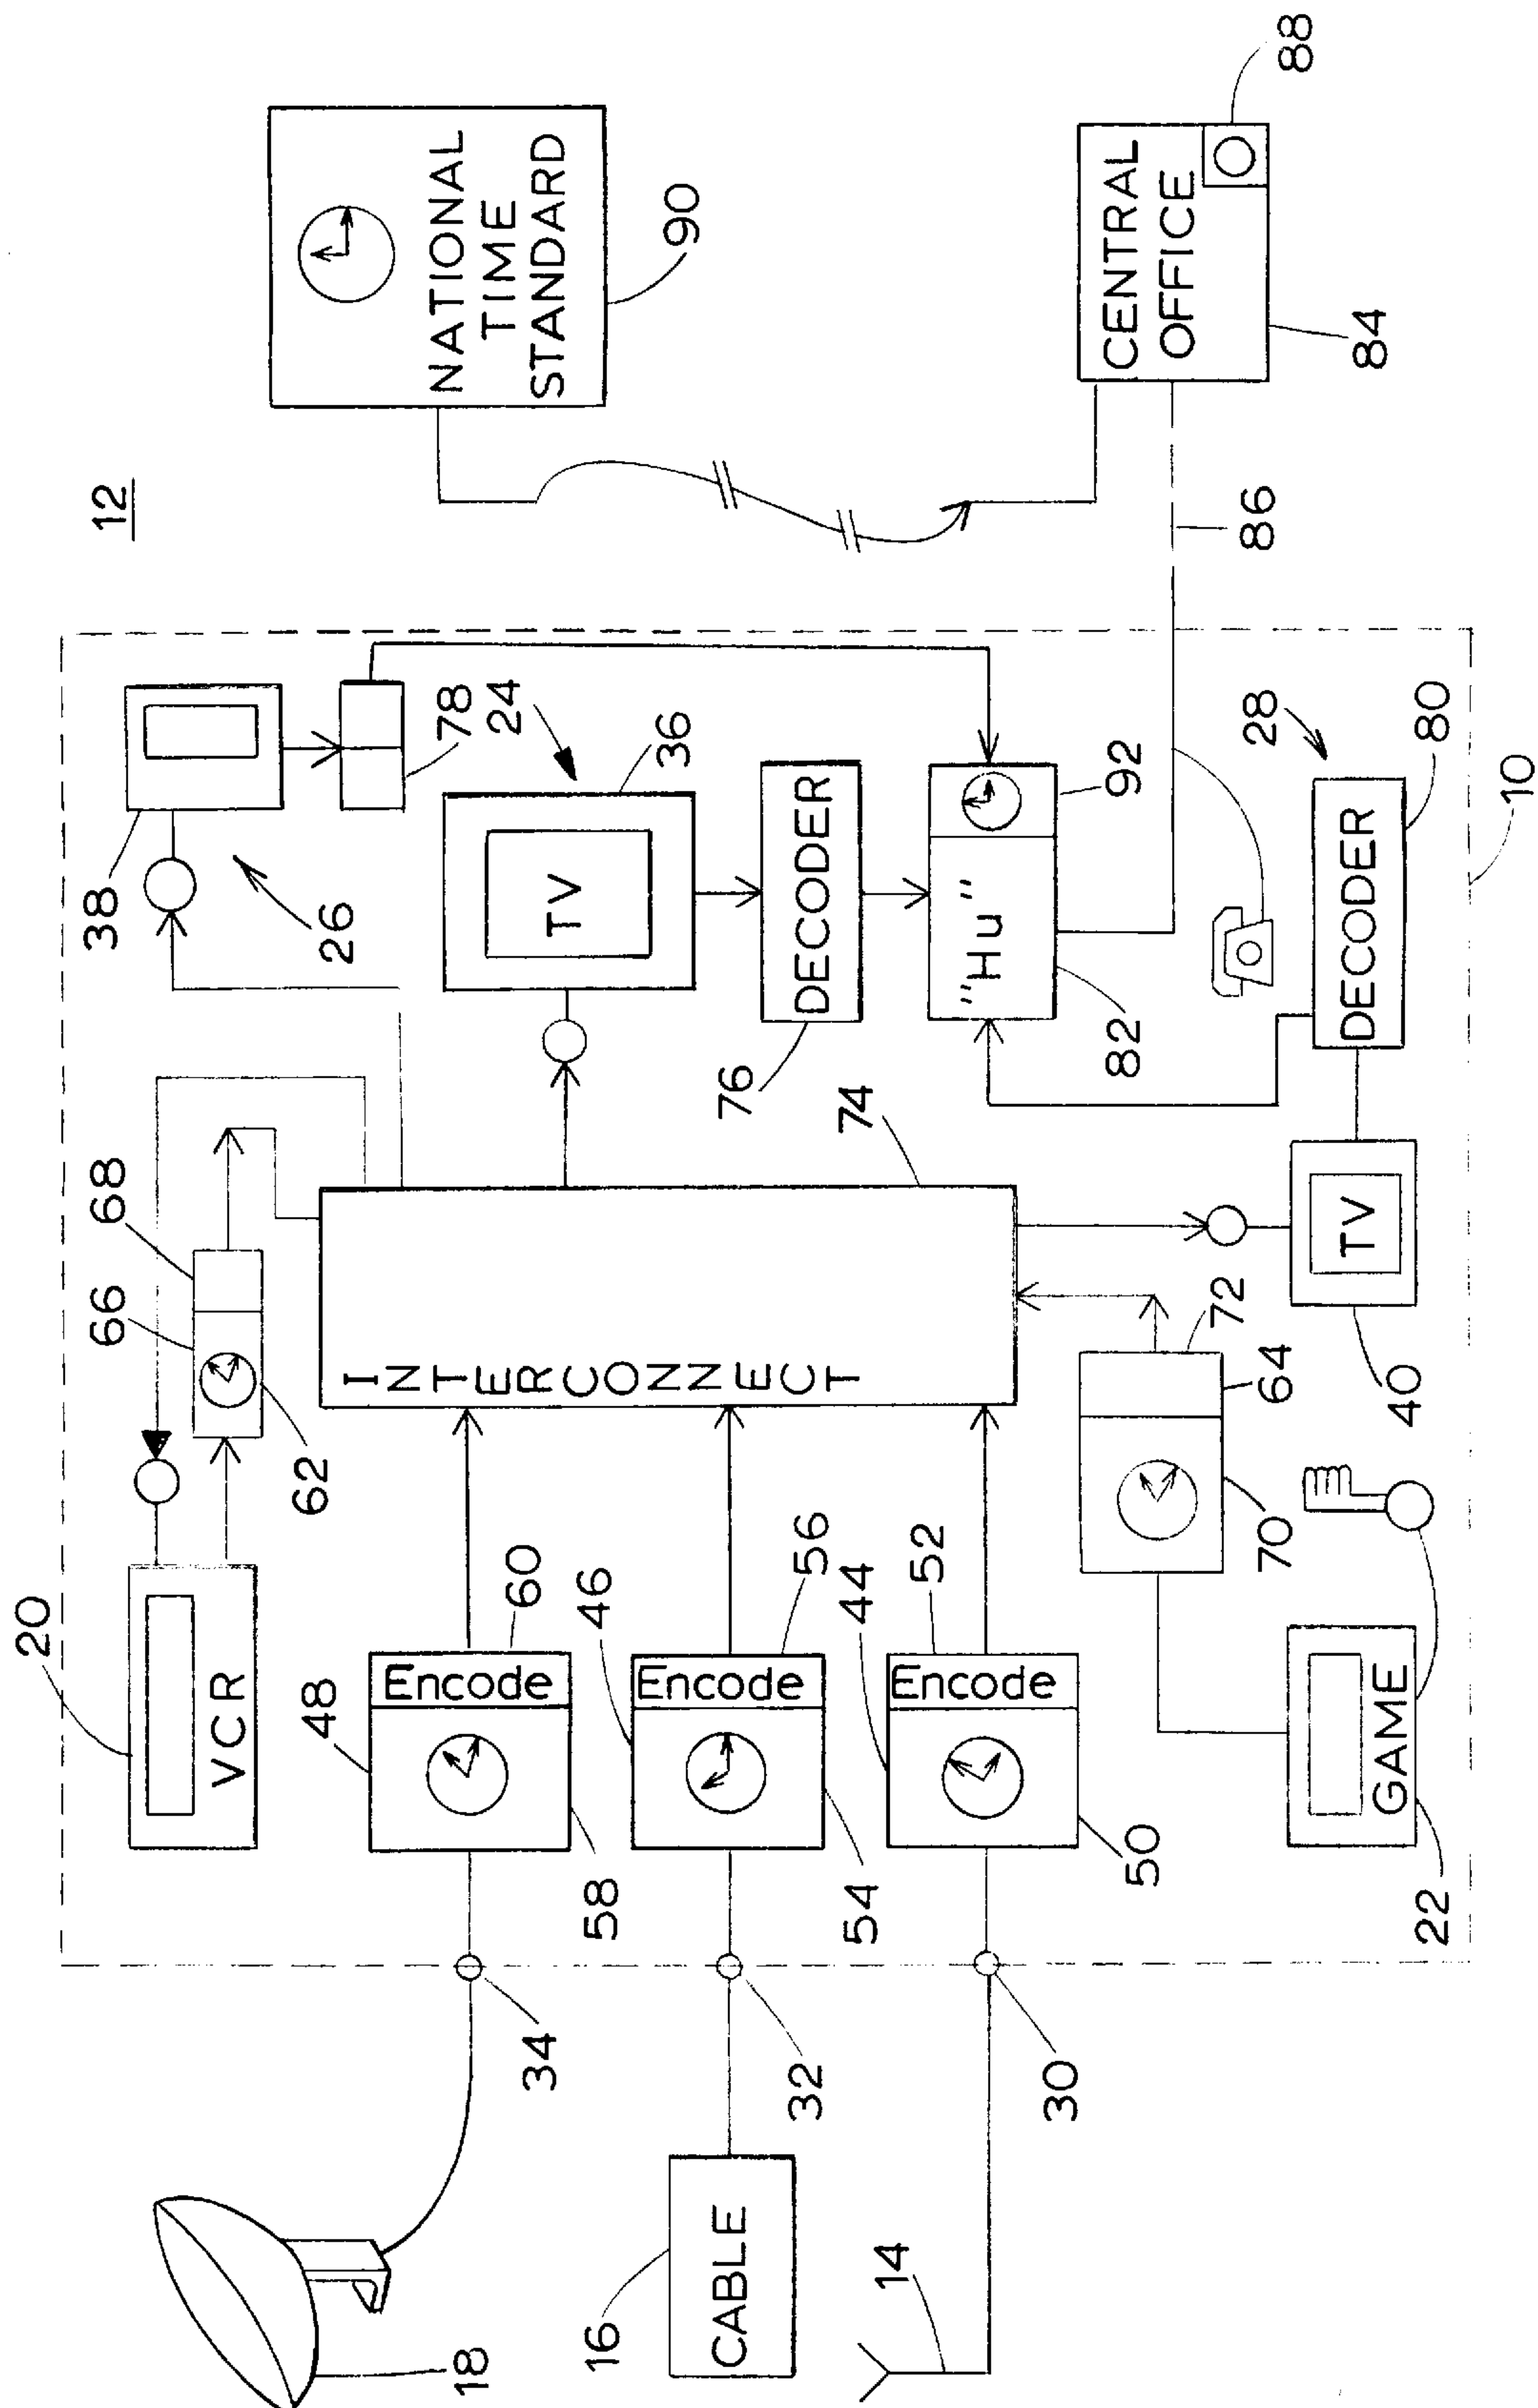 12
20
VCR
62
66
68
38
26
78
24
36
TV
NATIONAL
TIME
STANDARD
90
18
34
48
58
Encode
60
INTERCONNECT
74
76
DECODER
"Hu"
82
92
86
CENTRAL
OFFICE
88
84
16
CABLE
32
46
54
Encode
56
14
30
44
50
Encode
52
22
GAME
70
64
72
40
TV
DECODER
80
28
10